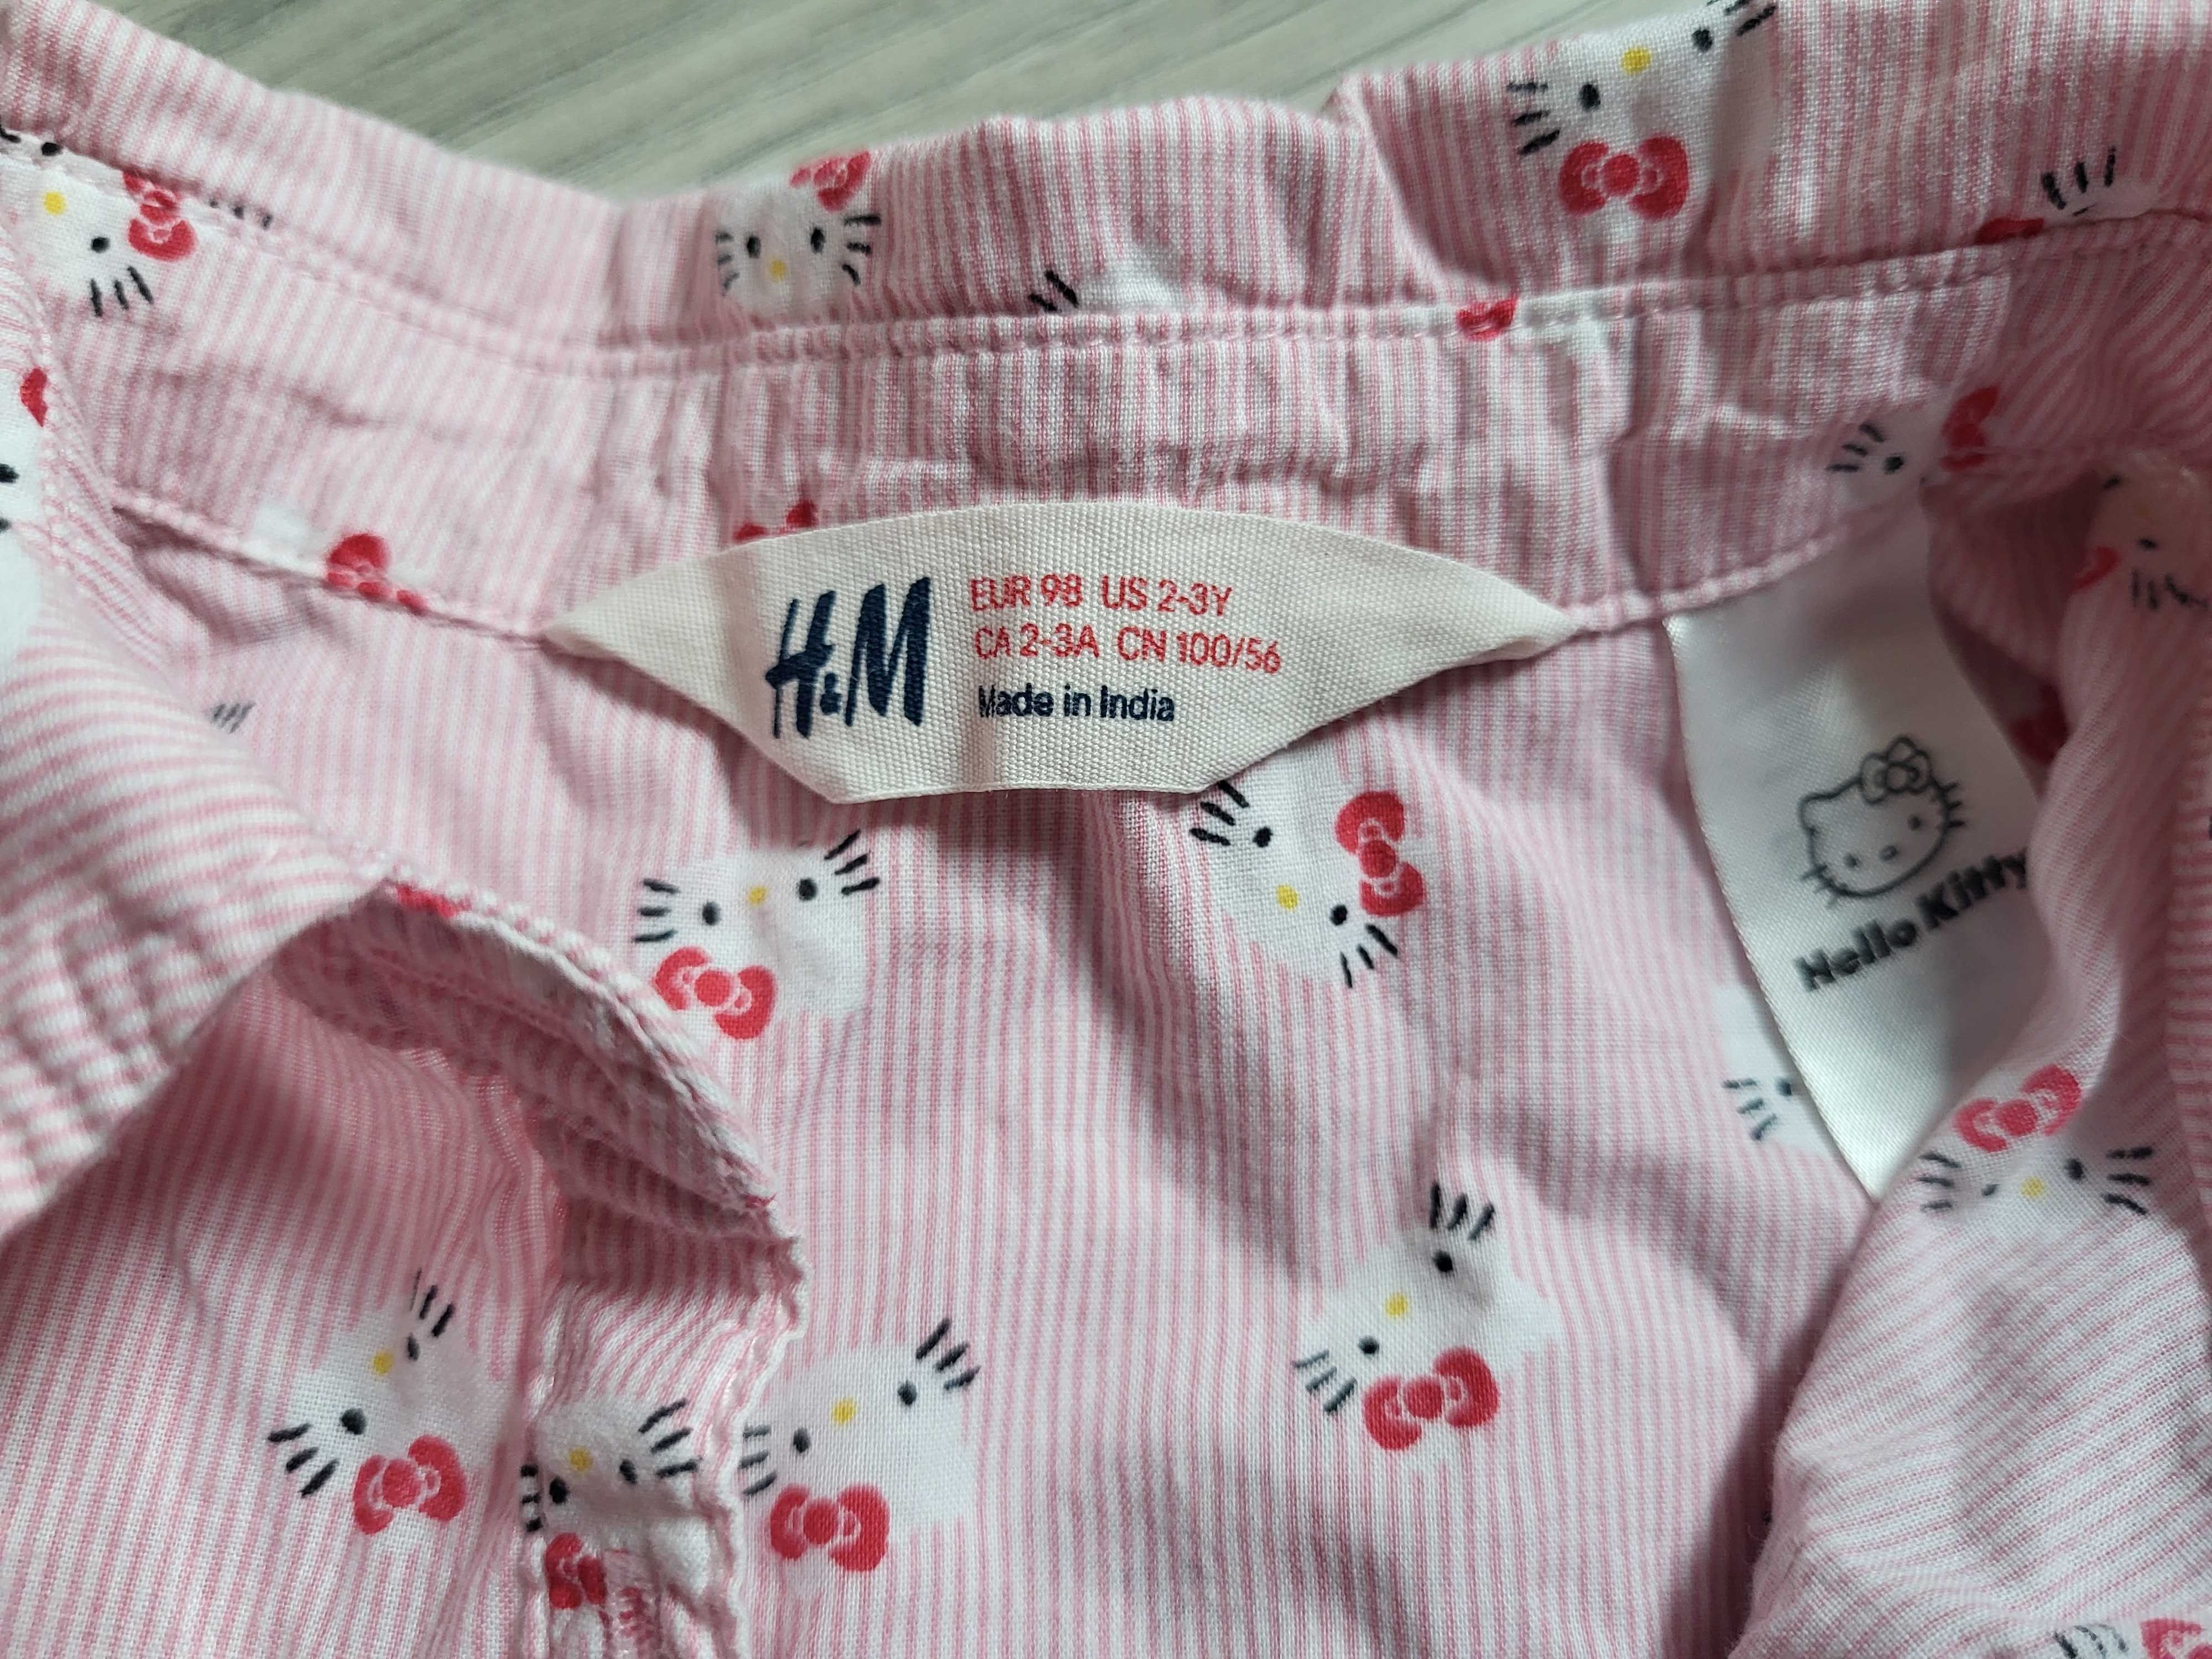 H&M
EUR 98 US 2-3Y
CA 2-3A CN 100/56
Made in India
Hello Kitty